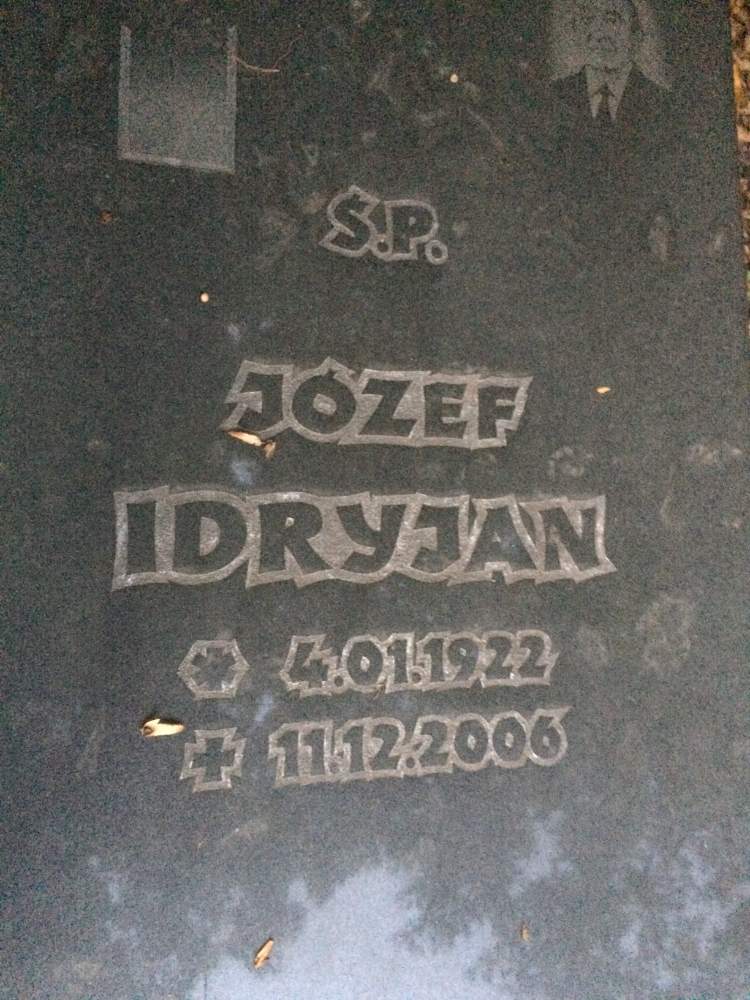 Ś.P.
JÓZEF
IDRYJAN
* 4.01.1922
✝ 11.12.2006